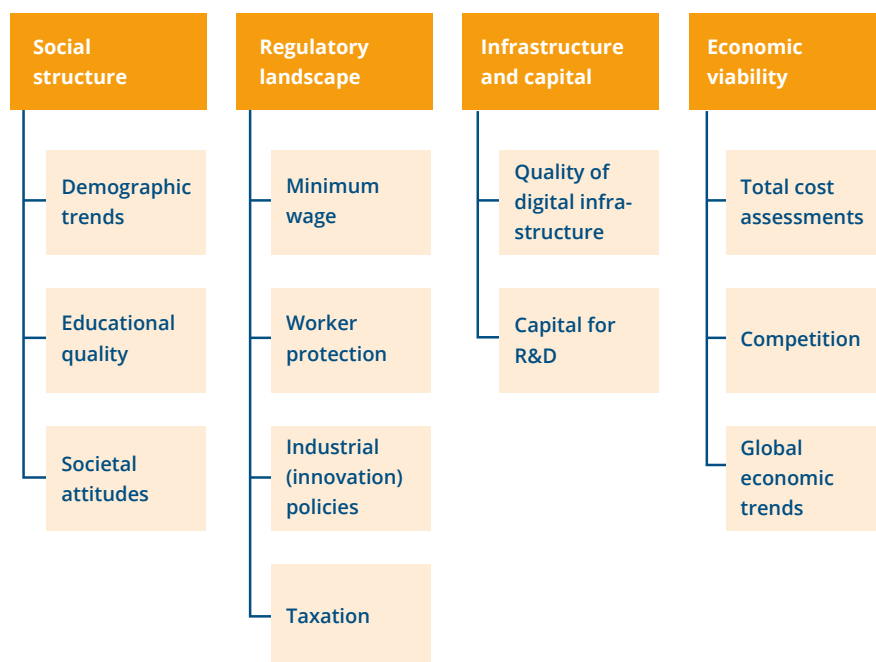 Social
structure
Demographic
trends
Educational
quality
Societal
attitudes
Regulatory
landscape
Minimum
wage
Worker
protection
Industrial
(innovation)
policies
Taxation
Infrastructure
and capital
Quality of
digital infra-
structure
Capital for
R&D
Economic
viability
Total cost
assessments
Competition
Global
economic
trends